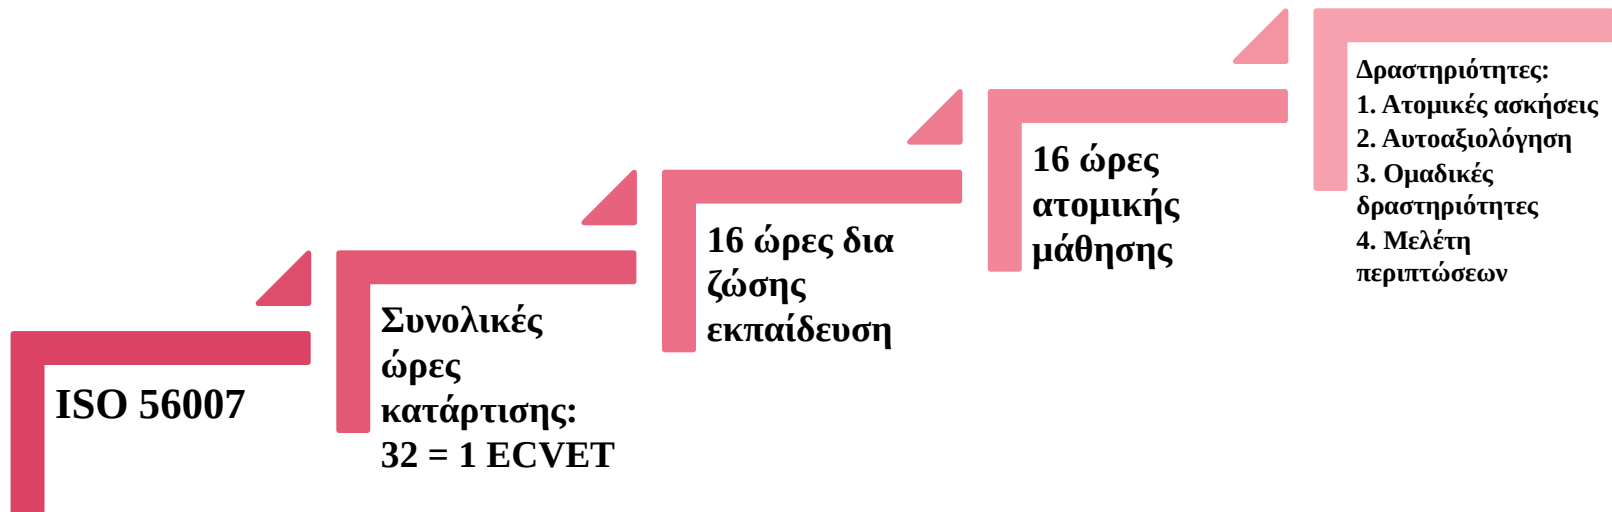 ISO 56007
Συνολικές
ώρες
κατάρτισης:
32 = 1 ECVET
16 ώρες δια
ζώσης
εκπαίδευση
16 ώρες
ατομικής
μάθησης
Δραστηριότητες:
1. Ατομικές ασκήσεις
2. Αυτοαξιολόγηση
3. Ομαδικές
δραστηριότητες
4. Μελέτη
περιπτώσεων